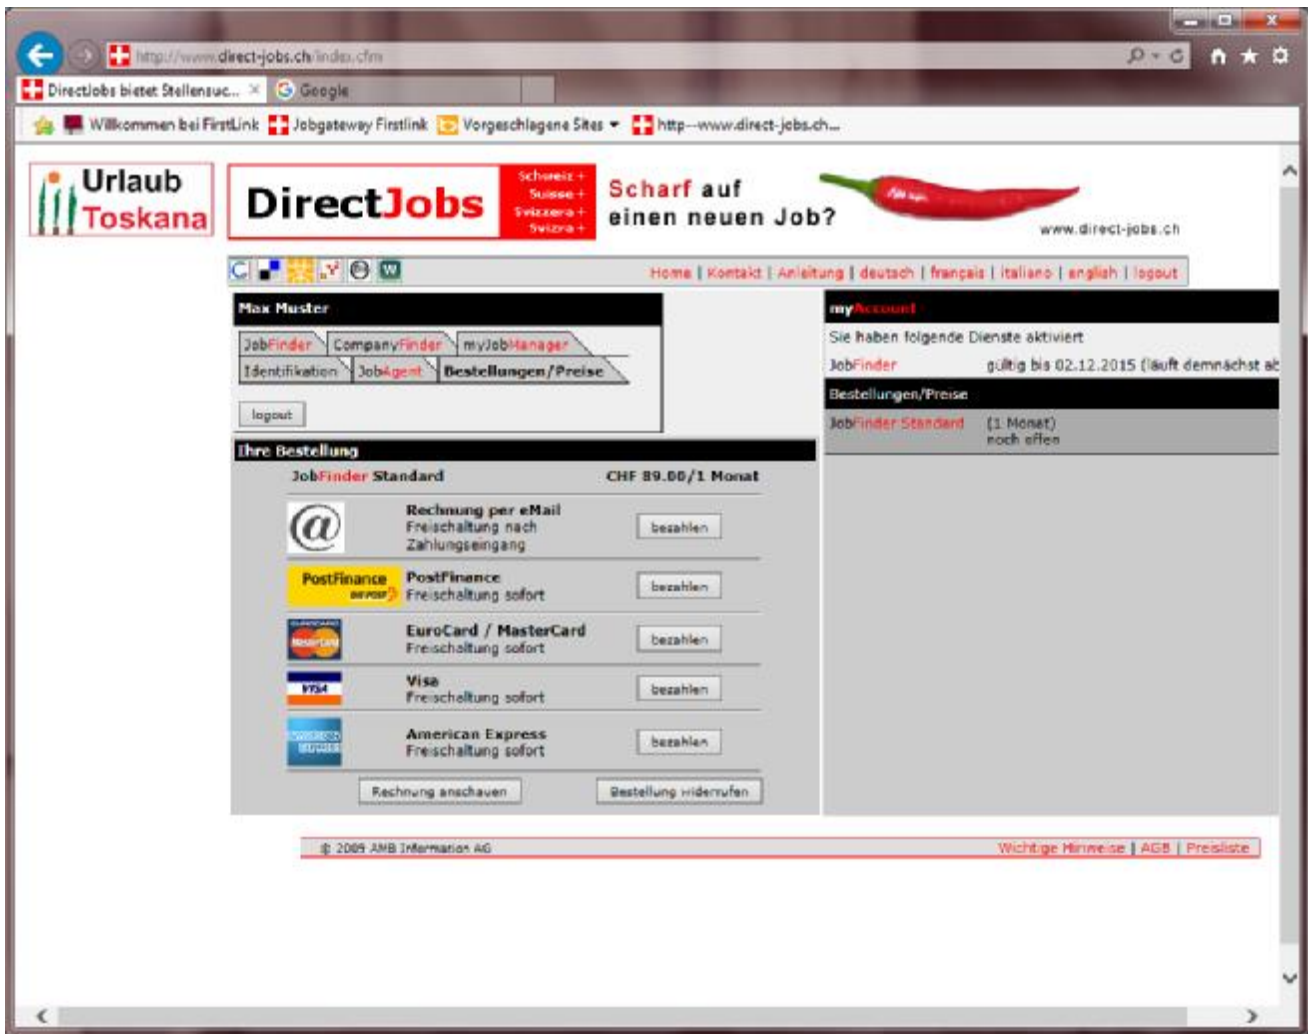 http://www.direct-jobs.ch/index.cfm
DirectJobs bietet Stellensuc...
Google
Willkommen bei FirstLink Jobgateway Firstlink Vorgeschlagene Sites http--www.direct-jobs.ch...
Urlaub
Toskana
DirectJobs
Schweiz +
Suisse +
Svizzera +
Svizra +
Scharf auf
einen neuen Job?
www.direct-jobs.ch
Home | Kontakt | Anleitung | deutsch | français | italiano | english | logout
Max Muster
JobFinder CompanyFinder myJobManager
Identifikation JobAgent Bestellungen/Preise
logout
myAccount
Sie haben folgende Dienste aktiviert
JobFinder gültig bis 02.12.2015 (läuft demnächst ab
Bestellungen/Preise
JobFinder Standard (1 Monat)
noch offen
Ihre Bestellung
JobFinder Standard CHF 89.00/1 Monat
Rechnung per eMail
Freischaltung nach
Zahlungseingang
bezahlen
PostFinance
DIE POST
PostFinance
Freischaltung sofort
bezahlen
MasterCard
EuroCard / MasterCard
Freischaltung sofort
bezahlen
VISA
Visa
Freischaltung sofort
bezahlen
American Express
Freischaltung sofort
bezahlen
Rechnung anschauen
Bestellung widerrufen
© 2009 AMB Information AG
Wichtige Hinweise | AGB | Preisliste